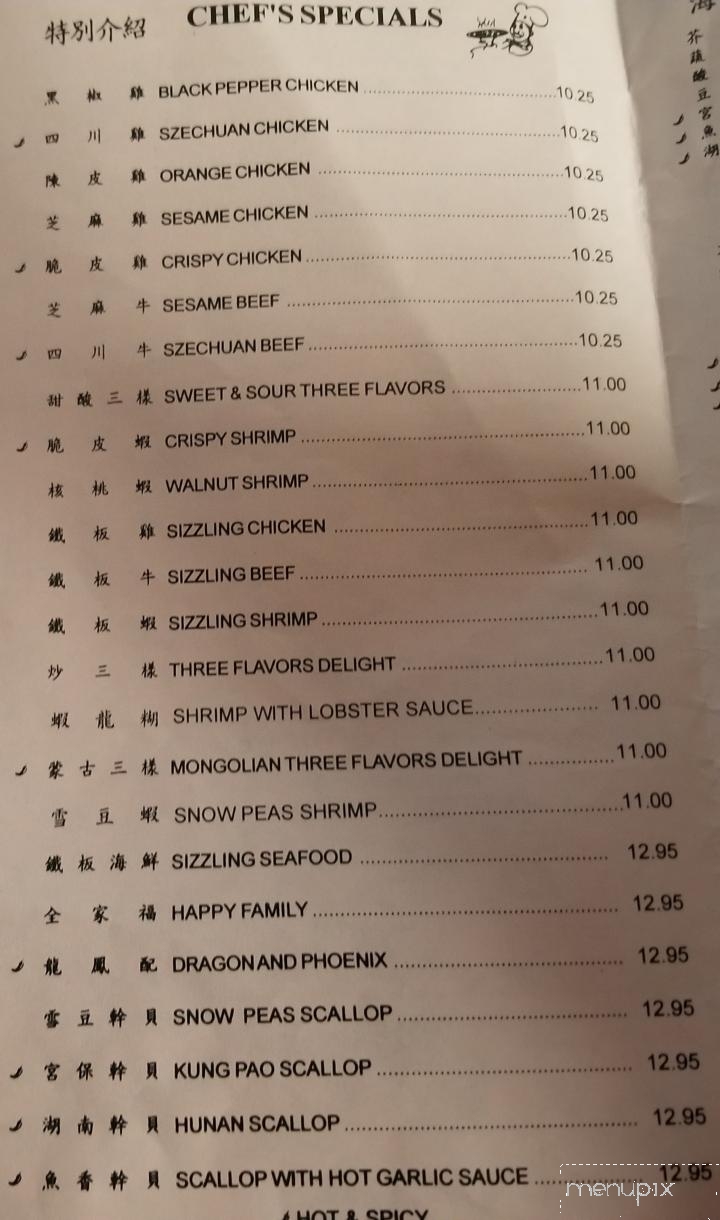 特別介紹 CHEF'S SPECIALS
黑椒雞 BLACK PEPPER CHICKEN 10.25
四川雞 SZECHUAN CHICKEN 10.25
陳皮雞 ORANGE CHICKEN 10.25
芝麻雞 SESAME CHICKEN 10.25
脆皮雞 CRISPY CHICKEN 10.25
芝麻牛 SESAME BEEF 10.25
四川牛 SZECHUAN BEEF 10.25
甜酸三樣 SWEET & SOUR THREE FLAVORS 11.00
脆皮蝦 CRISPY SHRIMP 11.00
核桃蝦 WALNUT SHRIMP 11.00
鐵板雞 SIZZLING CHICKEN 11.00
鐵板牛 SIZZLING BEEF 11.00
鐵板蝦 SIZZLING SHRIMP 11.00
炒三樣 THREE FLAVORS DELIGHT 11.00
蝦龍糊 SHRIMP WITH LOBSTER SAUCE 11.00
蒙古三樣 MONGOLIAN THREE FLAVORS DELIGHT 11.00
雪豆蝦 SNOW PEAS SHRIMP 11.00
鐵板海鮮 SIZZLING SEAFOOD 12.95
全家福 HAPPY FAMILY 12.95
龍鳳配 DRAGON AND PHOENIX 12.95
雪豆幹貝 SNOW PEAS SCALLOP 12.95
宮保幹貝 KUNG PAO SCALLOP 12.95
湖南幹貝 HUNAN SCALLOP 12.95
魚香幹貝 SCALLOP WITH HOT GARLIC SAUCE 12.95
HOT & SPICY
menupix
海
芥
蔬
酸
豆
宮
魚
湖